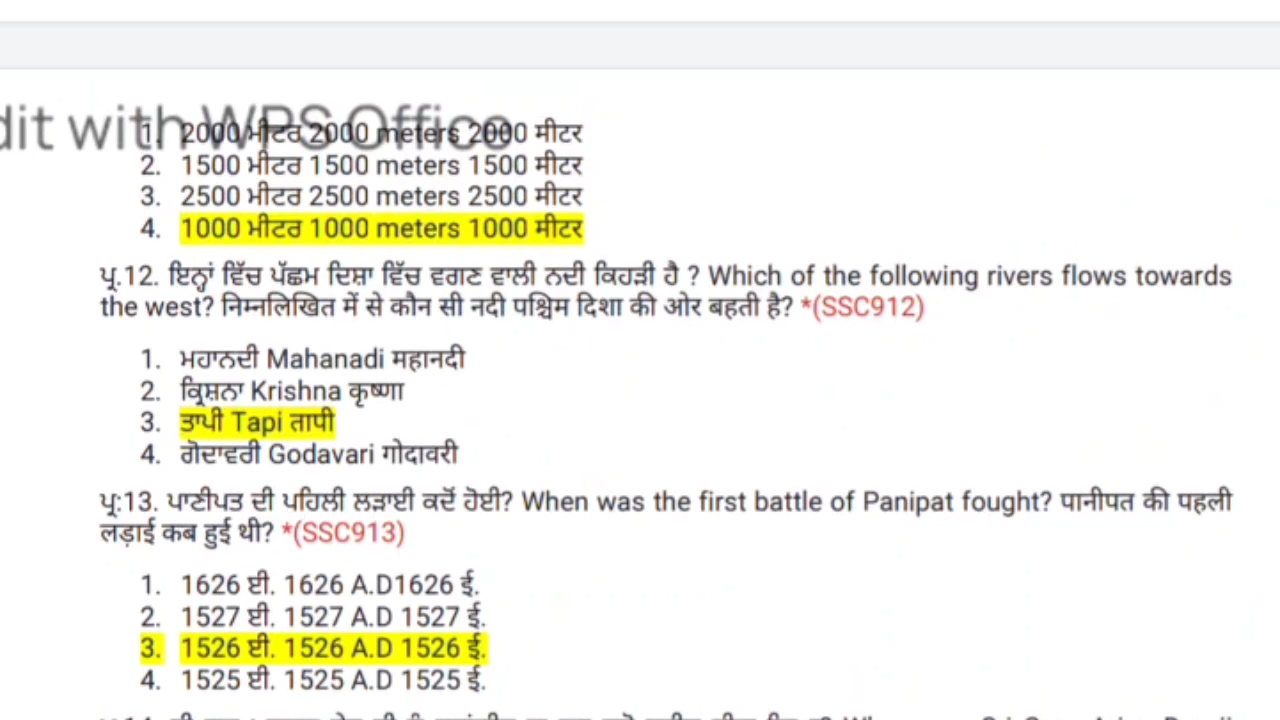 dit with WPS Office
1. 2000 ਮੀਟਰ 2000 meters 2000 मीटर
2. 1500 ਮੀਟਰ 1500 meters 1500 मीटर
3. 2500 ਮੀਟਰ 2500 meters 2500 मीटर
4. 1000 ਮੀਟਰ 1000 meters 1000 मीटर
ਪ੍ਰ.12. ਇਨ੍ਹਾਂ ਵਿੱਚ ਪੱਛਮ ਦਿਸ਼ਾ ਵਿੱਚ ਵਗਣ ਵਾਲੀ ਨਦੀ ਕਿਹੜੀ ਹੈ ? Which of the following rivers flows towards
the west? निम्नलिखित में से कौन सी नदी पश्चिम दिशा की ओर बहती है? *(SSC912)
1. ਮਹਾਨਦੀ Mahanadi महानदी
2. ਕ੍ਰਿਸ਼ਨਾ Krishna कृष्णा
3. ਤਾਪੀ Tapi तापी
4. ਗੋਦਾਵਰੀ Godavari गोदावरी
ਪ੍ਰ:13. ਪਾਣੀਪਤ ਦੀ ਪਹਿਲੀ ਲੜਾਈ ਕਦੋਂ ਹੋਈ? When was the first battle of Panipat fought? पानीपत की पहली
लड़ाई कब हुई थी? *(SSC913)
1. 1626 ਈ. 1626 A.D1626 ई.
2. 1527 ਈ. 1527 A.D 1527 ई.
3. 1526 ਈ. 1526 A.D 1526 ई.
4. 1525 ਈ. 1525 A.D 1525 ई.